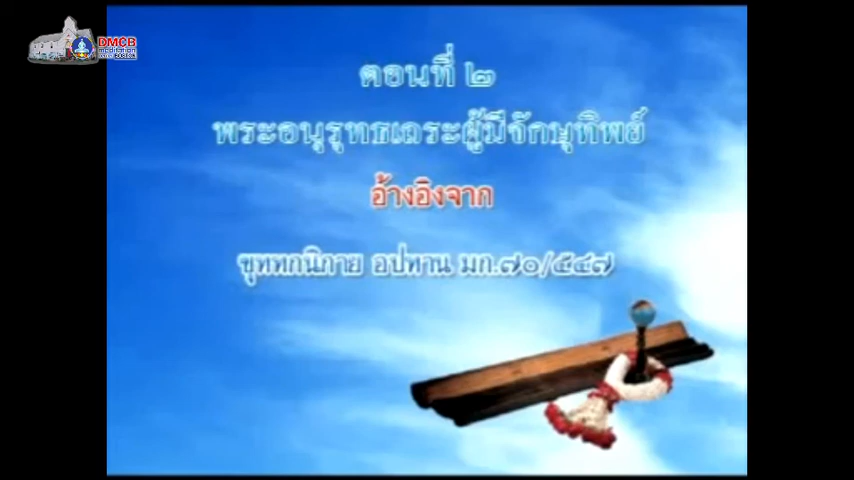 DMCB
meditation
ตอนที่ ๒
พระอนุรุทธเถระผู้มีจักษุทิพย์
อ้างอิงจาก
ขุททกนิกาย อปทาน มก.๗๐/๕๔๗